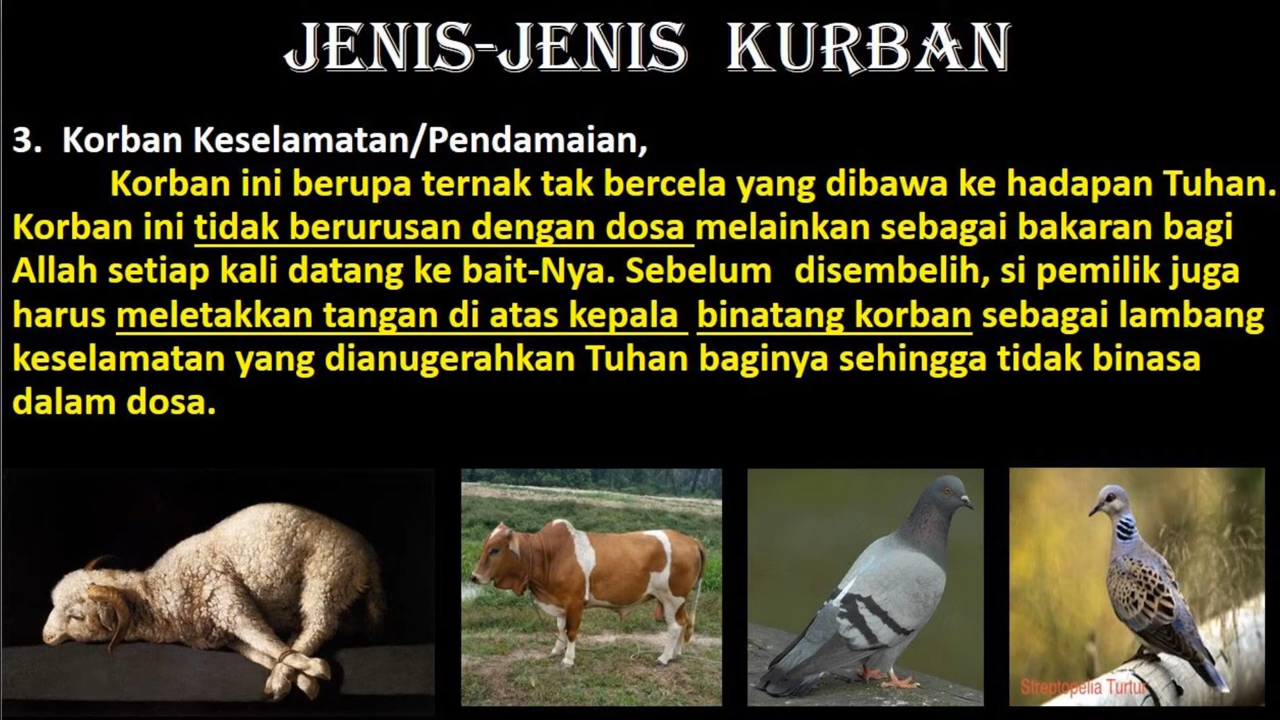 JENIS-JENIS KURBAN
3. Korban Keselamatan/Pendamaian,
Korban ini berupa ternak tak bercela yang dibawa ke hadapan Tuhan.
Korban ini tidak berurusan dengan dosa melainkan sebagai bakaran bagi
Allah setiap kali datang ke bait-Nya. Sebelum disembelih, si pemilik juga
harus meletakkan tangan di atas kepala binatang korban sebagai lambang
keselamatan yang dianugerahkan Tuhan baginya sehingga tidak binasa
dalam dosa.
Streptopelia Turtur